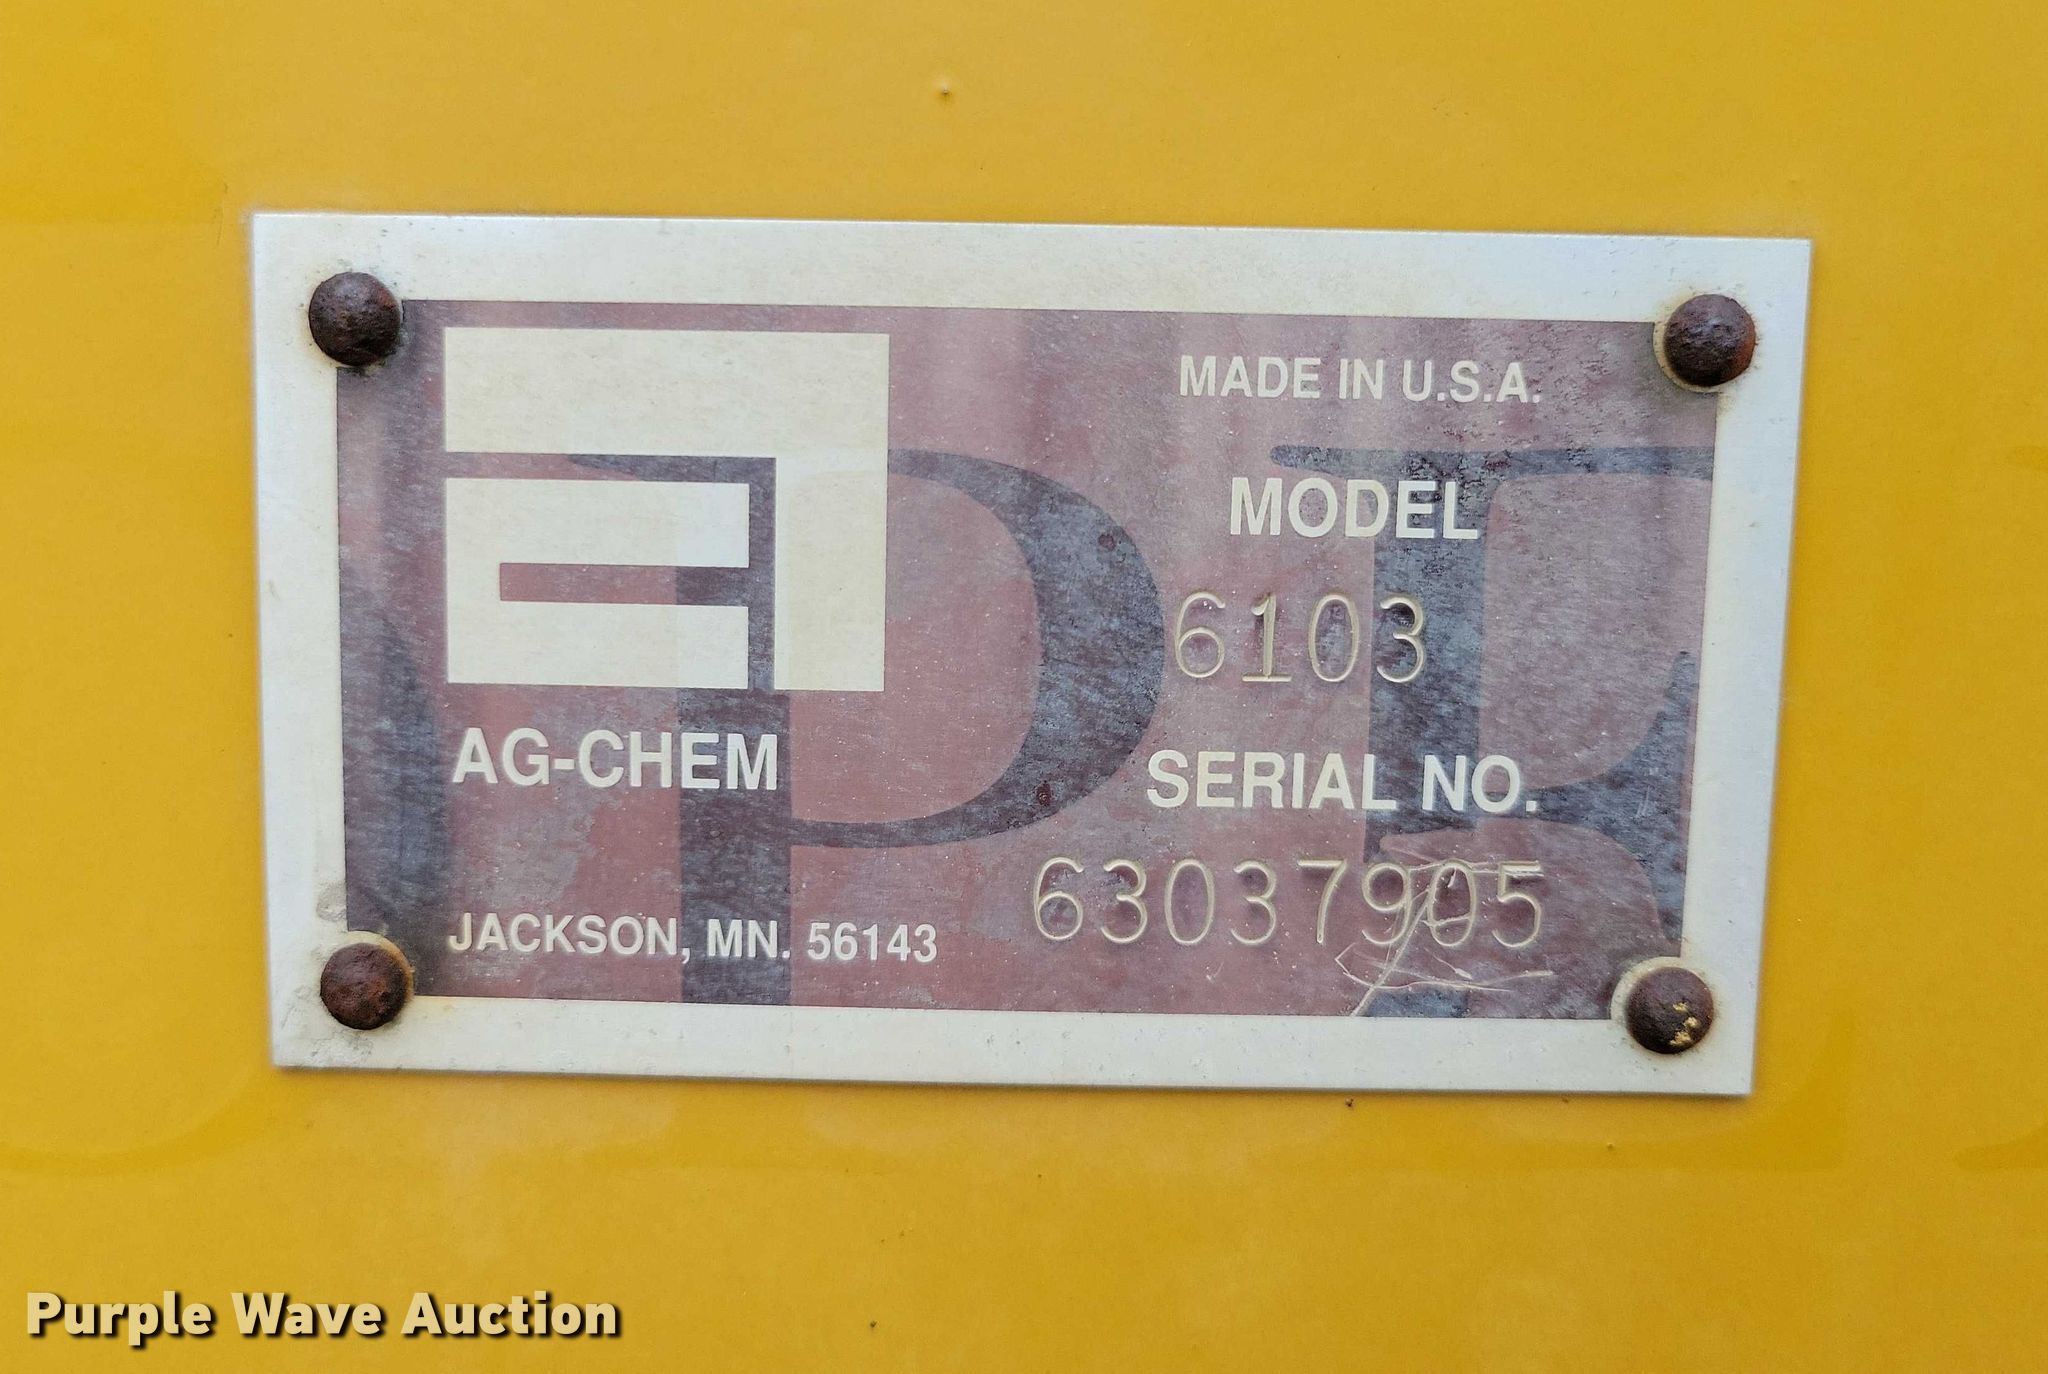 MADE IN U.S.A.
MODEL
6103
AG-CHEM
SERIAL NO.
63037905
JACKSON, MN. 56143
Purple Wave Auction